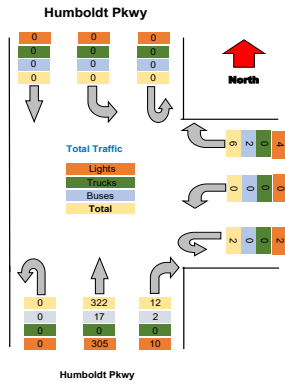 Humboldt Pkwy
0 0 0
0 0 0
0 0 0
0 0 0
North
Total Traffic
Lights
Trucks
Buses
Total
6 2 0 4
0 0 0 0
2 0 0 2
0 322 12
0 17 2
0 0 0
0 305 10
Humboldt Pkwy